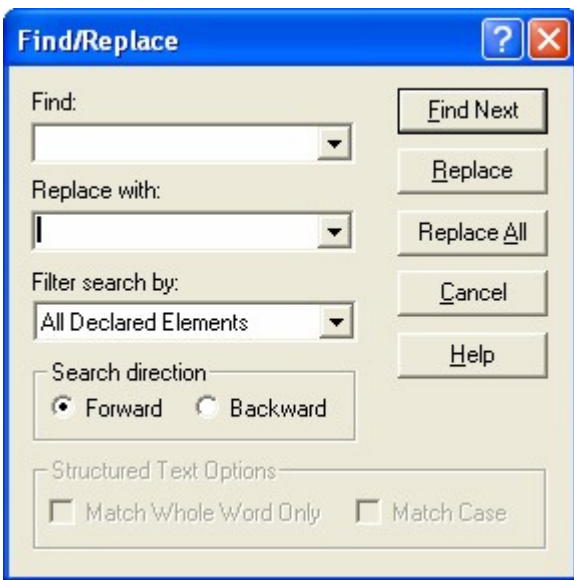 Find/Replace
Find:
Find Next
Replace
Replace with:
Replace All
Filter search by:
All Declared Elements
Cancel
Help
Search direction
Forward Backward
Structured Text Options
Match Whole Word Only Match Case